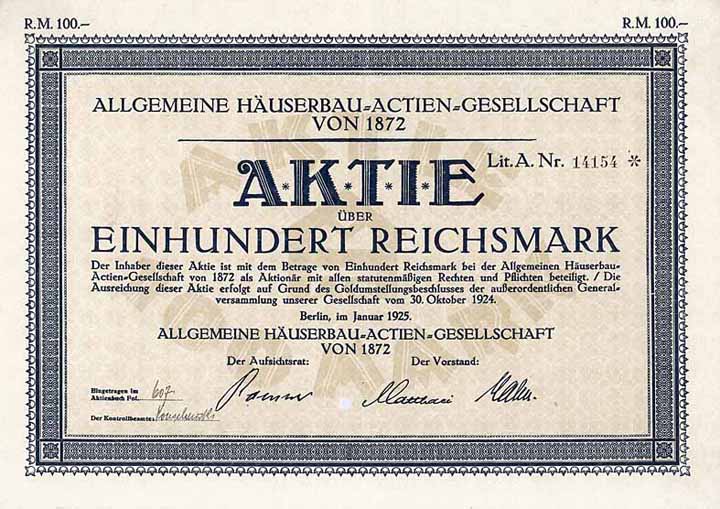 R.M. 100.–
R.M. 100.–
ALLGEMEINE HÄUSERBAU=ACTIEN=GESELLSCHAFT
VON 1872
Lit. A. Nr. 14154 *
A·K·T·I·E
ÜBER
EINHUNDERT REICHSMARK
Der Inhaber dieser Aktie ist mit dem Betrage von Einhundert Reichsmark bei der Allgemeinen Häuserbau-
Actien-Gesellschaft von 1872 als Aktionär mit allen statutenmäßigen Rechten und Pflichten beteiligt. / Die
Ausreichung dieser Aktie erfolgt auf Grund des Goldumstellungsbeschlusses der außerordentlichen General-
versammlung unserer Gesellschaft vom 30. Oktober 1924.
Berlin, im Januar 1925.
ALLGEMEINE HÄUSERBAU=ACTIEN=GESELLSCHAFT
VON 1872
Der Aufsichtsrat:
Der Vorstand:
Eingetragen im
Aktienbuch Fol. 607
Matthaei
Der Kontrollbeamte: